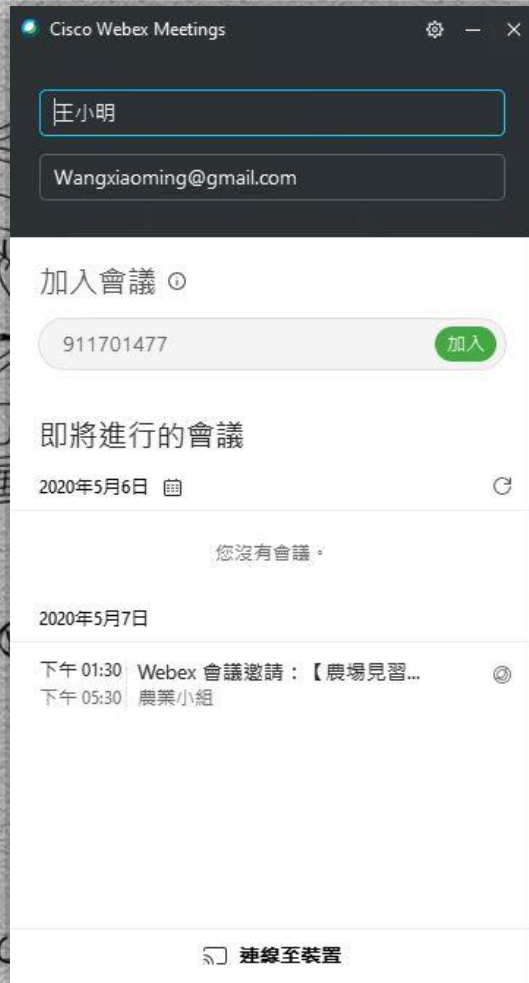 Cisco Webex Meetings
王小明
Wangxiaoming@gmail.com
加入會議
911701477 加入
即將進行的會議
2020年5月6日
您沒有會議。
2020年5月7日
下午 01:30 Webex 會議邀請：【農場見習...
下午 05:30 農業小組
連線至裝置